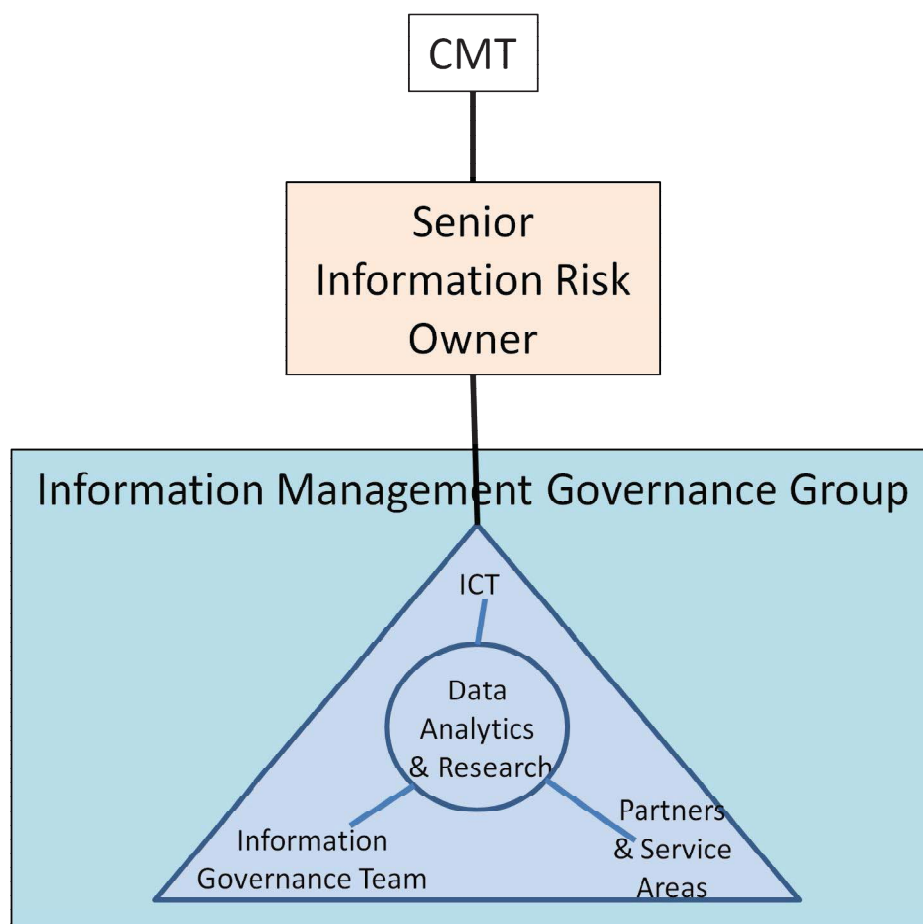 CMT
Senior
Information Risk
Owner
Information Management Governance Group
ICT
Data
Analytics
& Research
Information
Governance Team
Partners
& Service
Areas